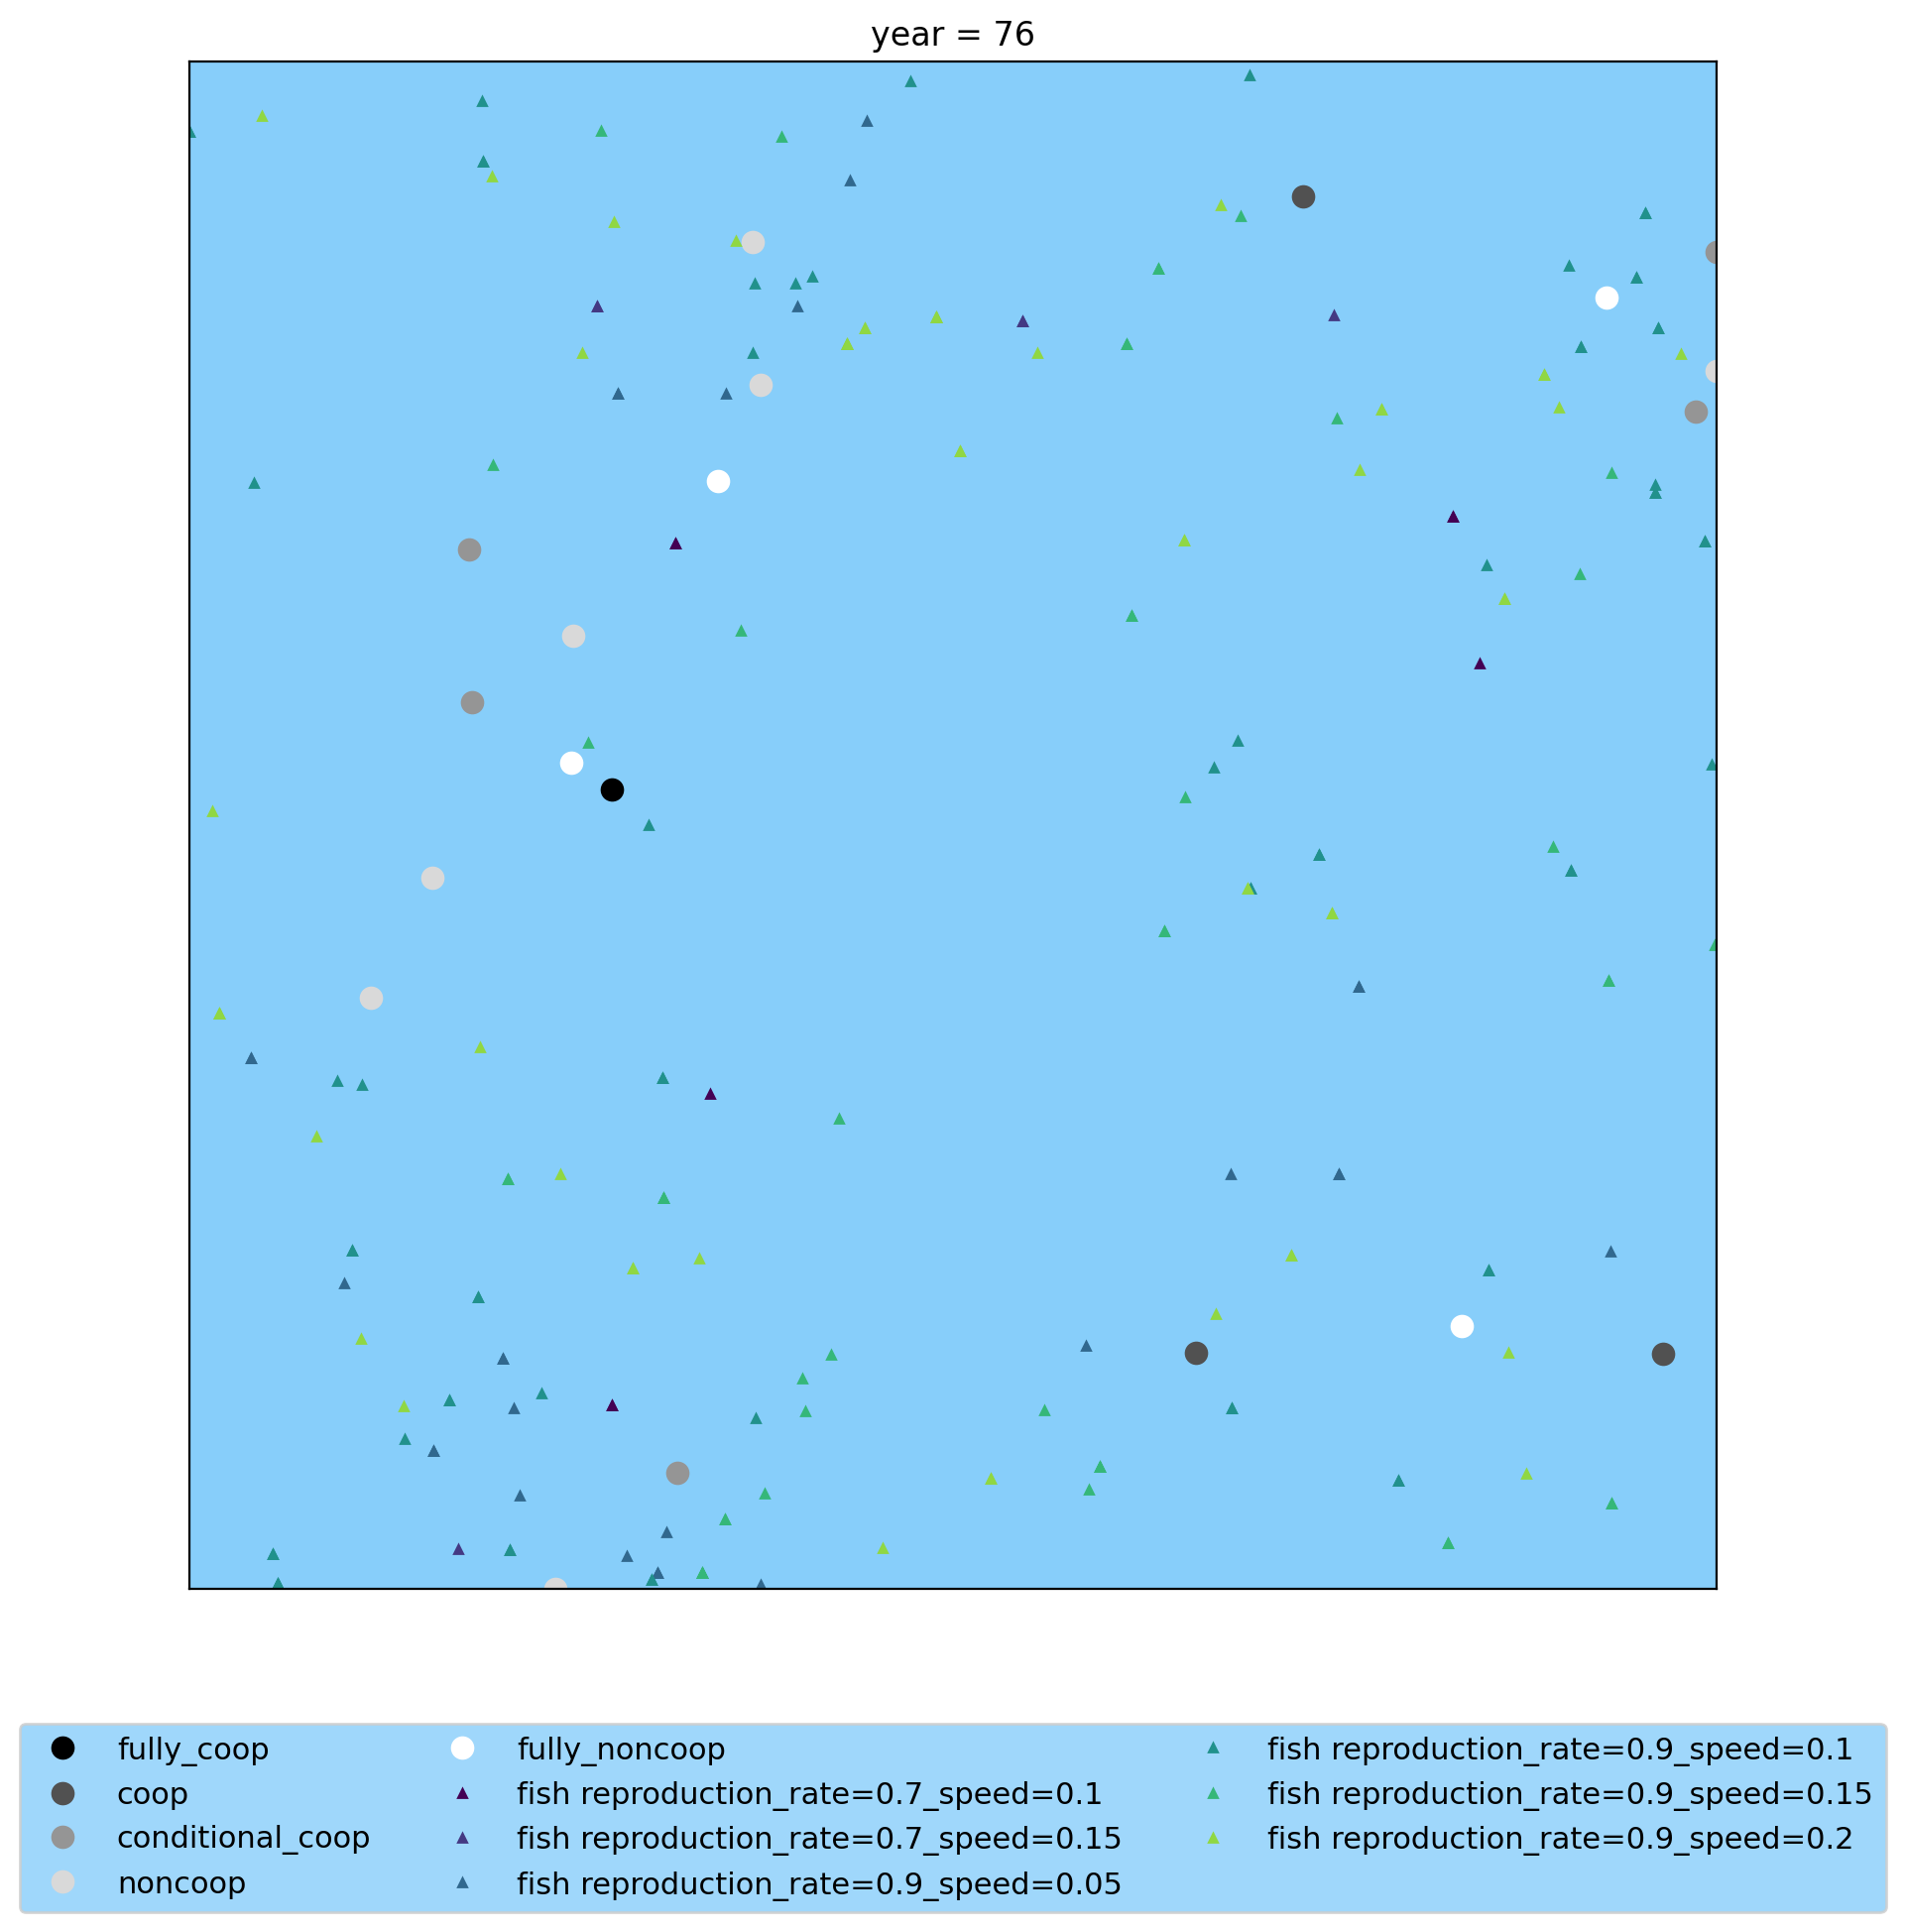 year = 76
fully_coop
coop
conditional_coop
noncoop
fully_noncoop
fish reproduction_rate=0.7_speed=0.1
fish reproduction_rate=0.7_speed=0.15
fish reproduction_rate=0.9_speed=0.05
fish reproduction_rate=0.9_speed=0.1
fish reproduction_rate=0.9_speed=0.15
fish reproduction_rate=0.9_speed=0.2